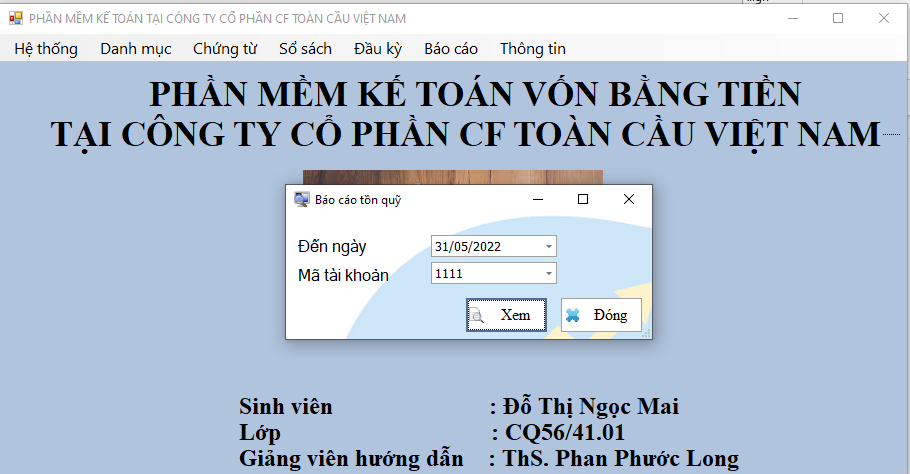 PHẦN MỀM KẾ TOÁN TẠI CÔNG TY CỔ PHẦN CF TOÀN CẦU VIỆT NAM
Hệ thống Danh mục Chứng từ Sổ sách Đầu kỳ Báo cáo Thông tin
PHẦN MỀM KẾ TOÁN VỐN BẰNG TIỀN
TẠI CÔNG TY CỔ PHẦN CF TOÀN CẦU VIỆT NAM
Báo cáo tồn quỹ
Đến ngày 31/05/2022
Mã tài khoản 1111
Xem Đóng
Sinh viên : Đỗ Thị Ngọc Mai
Lớp : CQ56/41.01
Giảng viên hướng dẫn : ThS. Phan Phước Long